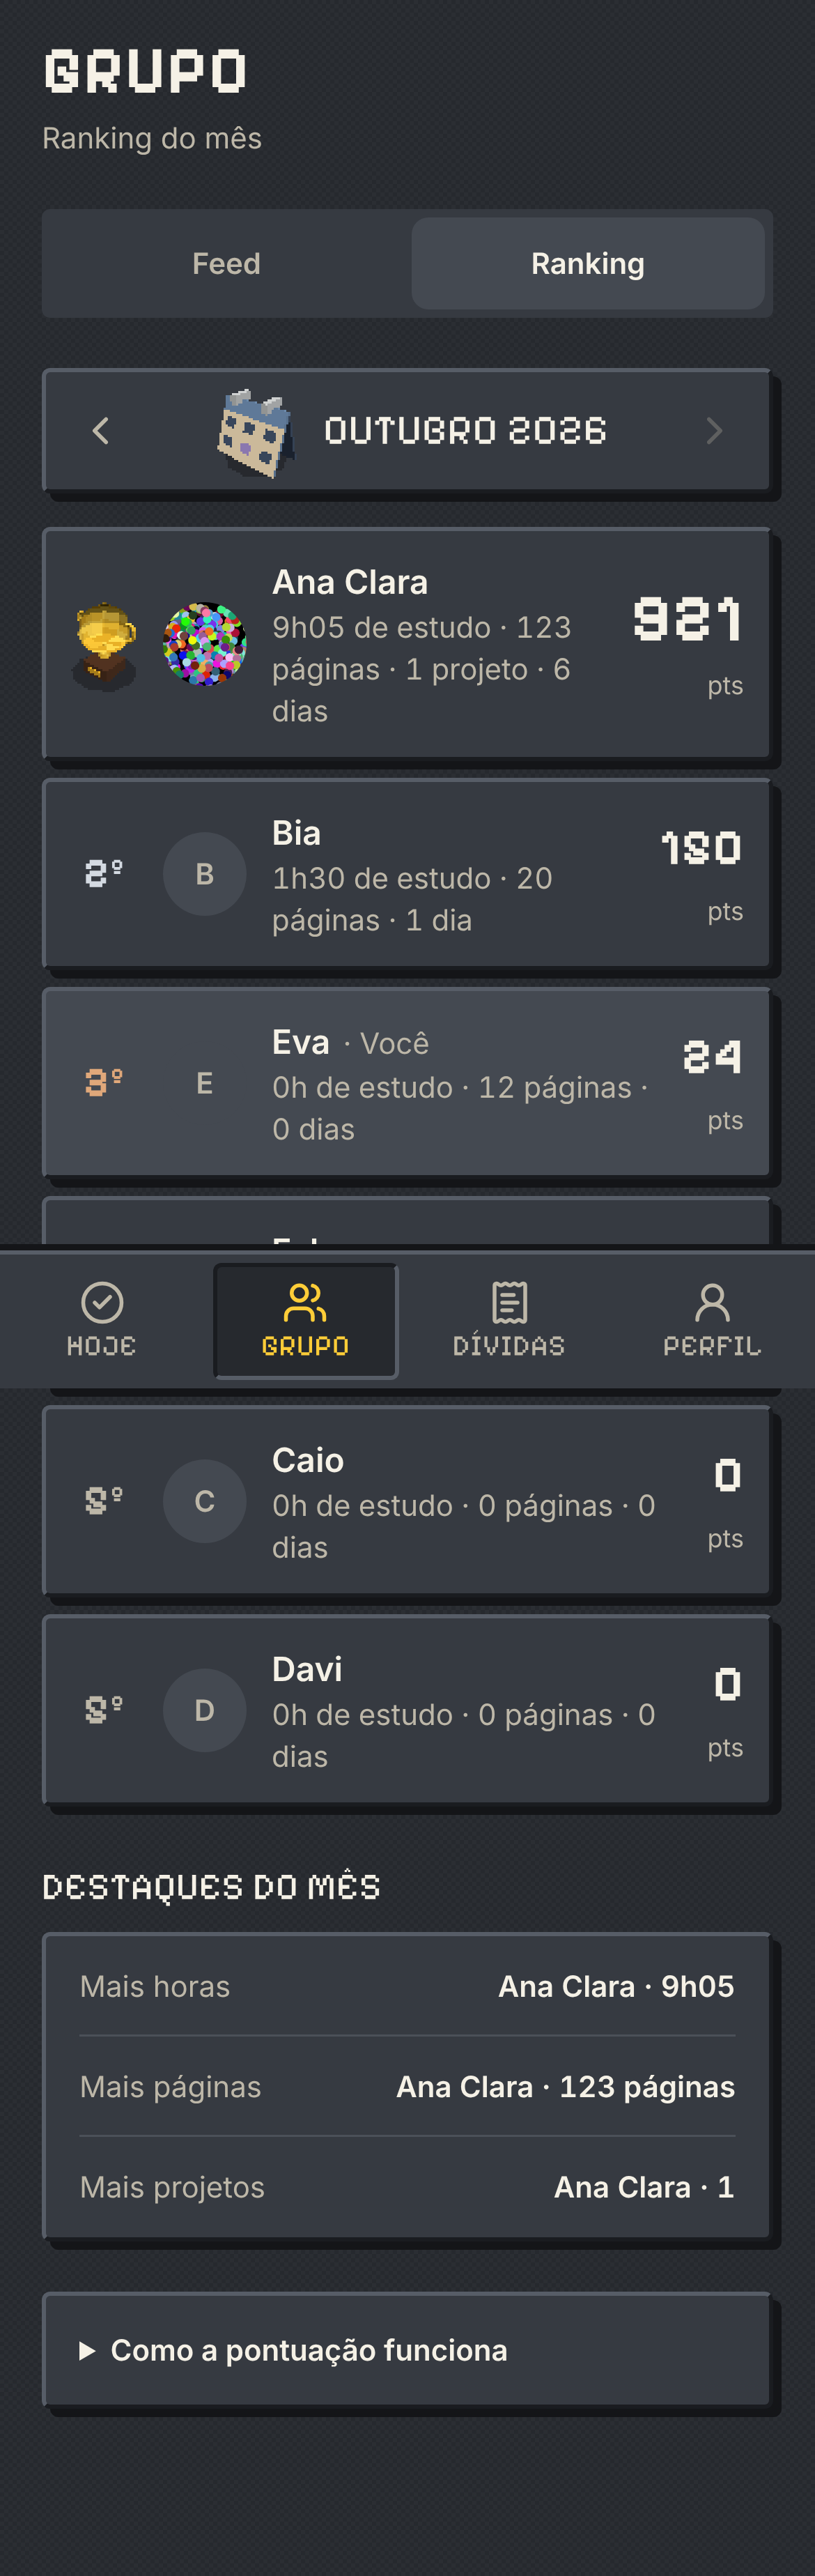 GRUPO
Ranking do mês
Feed
Ranking
OUTUBRO 2026
Ana Clara
9h05 de estudo · 123
páginas · 1 projeto · 6
dias
921
pts
2º
B
Bia
1h30 de estudo · 20
páginas · 1 dia
180
pts
3º
E
Eva · Você
0h de estudo · 12 páginas ·
0 dias
24
pts
HOJE
GRUPO
DÍVIDAS
PERFIL
C
Caio
0h de estudo · 0 páginas · 0
dias
0
pts
D
Davi
0h de estudo · 0 páginas · 0
dias
0
pts
DESTAQUES DO MÊS
Mais horas
Ana Clara · 9h05
Mais páginas
Ana Clara · 123 páginas
Mais projetos
Ana Clara · 1
Como a pontuação funciona